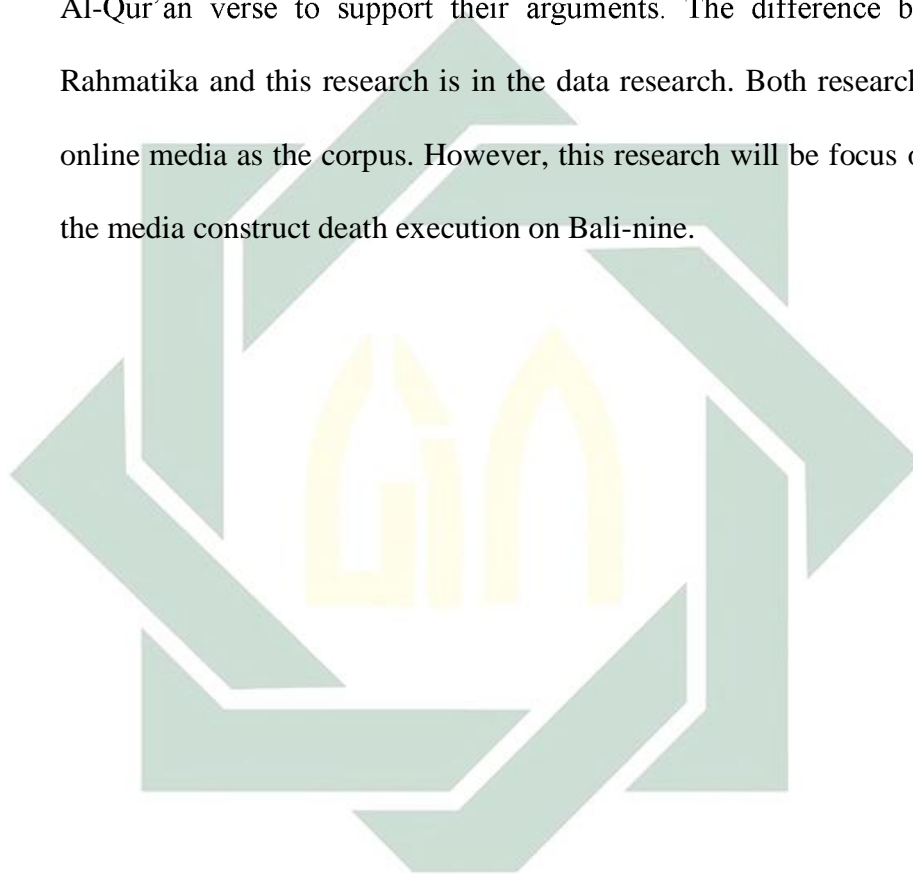 Al-Qur'an verse to support their arguments. The difference b
Rahmatika and this research is in the data research. Both research
online media as the corpus. However, this research will be focus o
the media construct death execution on Bali-nine.